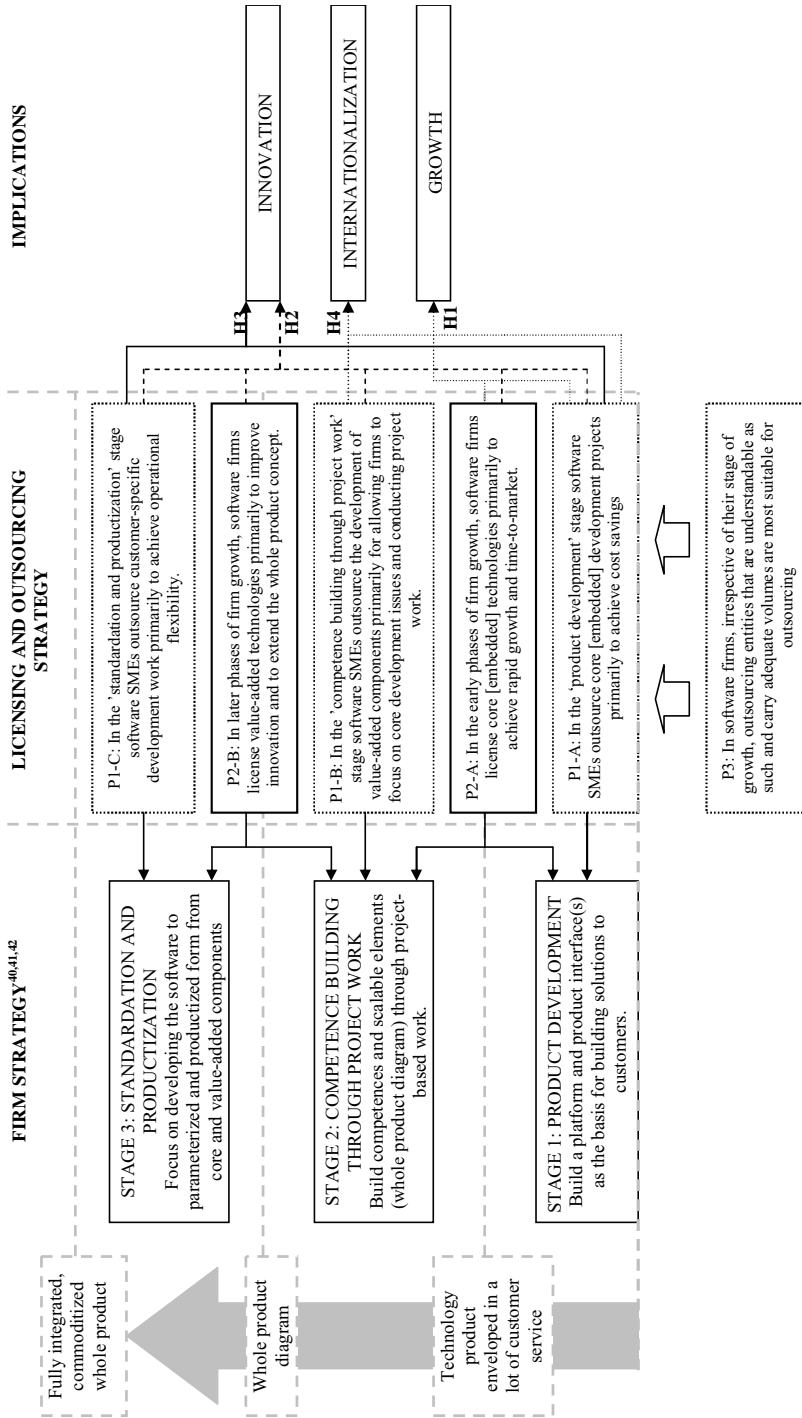 FIRM STRATEGY40,41,42
LICENSING AND OUTSOURCING
STRATEGY
IMPLICATIONS
Fully integrated,
commoditized
whole product
Whole product
diagram
Technology
product
enveloped in a
lot of customer
service
STAGE 3: STANDARDATION AND
PRODUCTIZATION
Focus on developing the software to
parameterized and productized form from
core and value-added components
STAGE 2: COMPETENCE BUILDING
THROUGH PROJECT WORK
Build competences and scalable elements
(whole product diagram) through project-
based work.
STAGE 1: PRODUCT DEVELOPMENT
Build a platform and product interface(s)
as the basis for building solutions to
customers.
P1-C: In the 'standardation and productization' stage
software SMEs outsource customer-specific
development work primarily to achieve operational
flexibility.
P2-B: In later phases of firm growth, software firms
license value-added technologies primarily to improve
innovation and to extend the whole product concept.
P1-B: In the 'competence building through project work'
stage software SMEs outsource the development of
value-added components primarily for allowing firms to
focus on core development issues and conducting project
work.
P2-A: In the early phases of firm growth, software firms
license core [embedded] technologies primarily to
achieve rapid growth and time-to-market.
P1-A: In the 'product development' stage software
SMEs outsource core [embedded] development projects
primarily to achieve cost savings
P3: In software firms, irrespective of their stage of
growth, outsourcing entities that are understandable as
such and carry adequate volumes are most suitable for
outsourcing
H3
H2
H4
H1
INNOVATION
INTERNATIONALIZATION
GROWTH